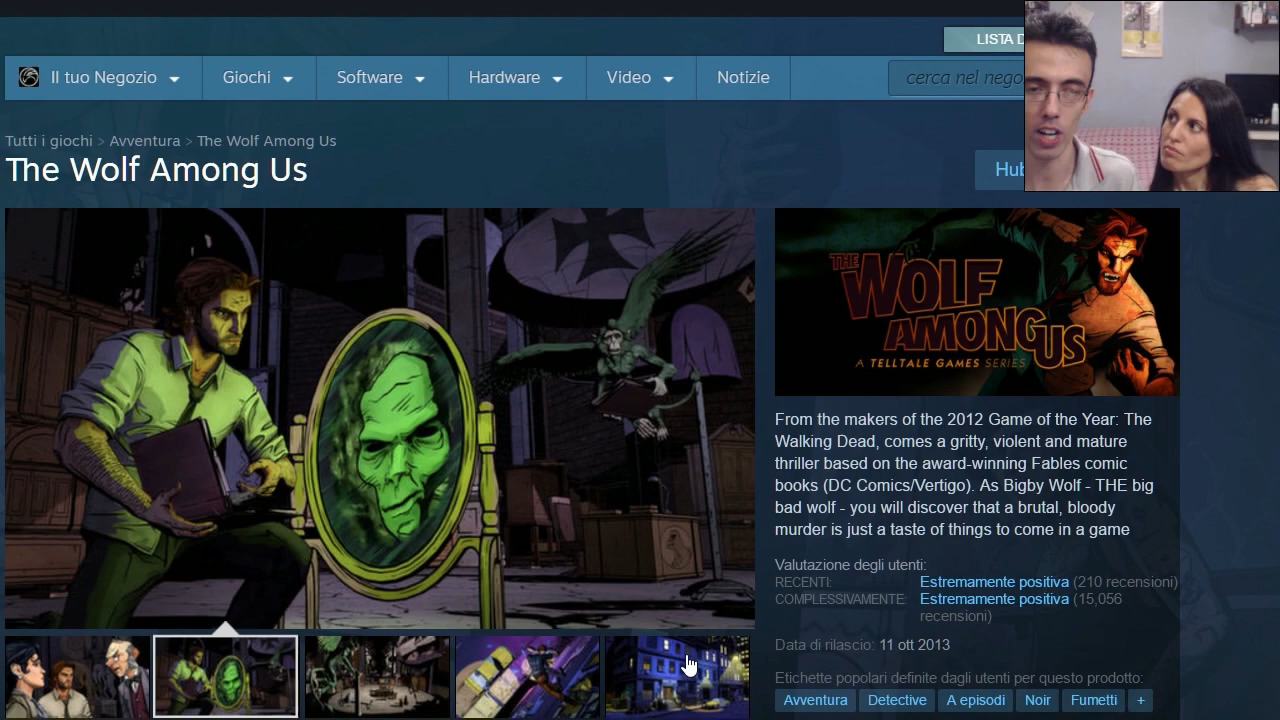 LISTA D
Il tuo Negozio Giochi Software Hardware Video Notizie cerca nel nego
Tutti i giochi > Avventura > The Wolf Among Us
The Wolf Among Us
Hub
THE
WOLF
AMONG US
A TELLTALE GAMES SERIES
From the makers of the 2012 Game of the Year: The
Walking Dead, comes a gritty, violent and mature
thriller based on the award-winning Fables comic
books (DC Comics/Vertigo). As Bigby Wolf - THE big
bad wolf - you will discover that a brutal, bloody
murder is just a taste of things to come in a game
Valutazione degli utenti:
RECENTI: Estremamente positiva (210 recensioni)
COMPLESSIVAMENTE: Estremamente positiva (15,056
recensioni)
Data di rilascio: 11 ott 2013
Etichette popolari definite dagli utenti per questo prodotto:
Avventura Detective A episodi Noir Fumetti +